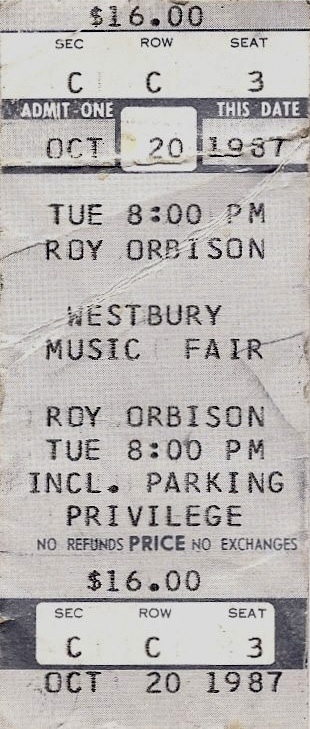 $16.00
SEC ROW SEAT
C C 3
ADMIT ONE THIS DATE
OCT 20 1987
TUE 8:00 PM
ROY ORBISON
WESTBURY
MUSIC FAIR
ROY ORBISON
TUE 8:00 PM
INCL. PARKING
PRIVILEGE
NO REFUNDS PRICE NO EXCHANGES
$16.00
SEC ROW SEAT
C C 3
OCT 20 1987